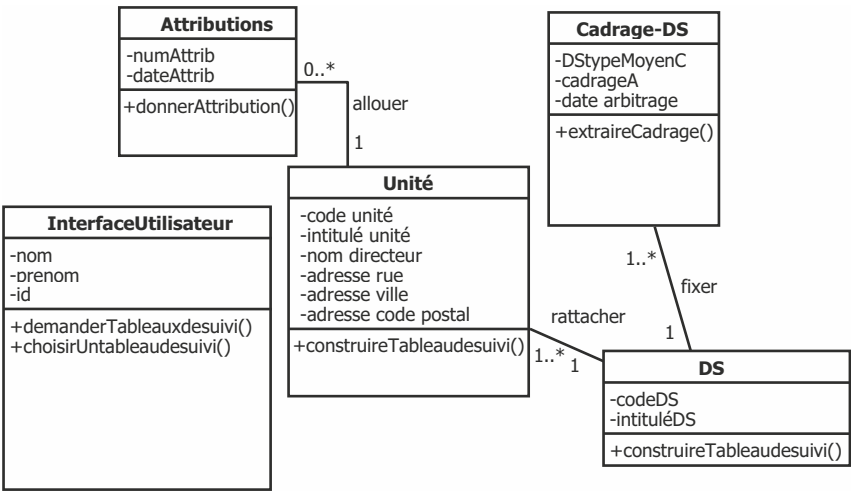 Attributions
-numAttrib
-dateAttrib
+donnerAttribution()
0..*
allouer
1
Cadrage-DS
-DStypeMoyenC
-cadrageA
-date arbitrage
+extraireCadrage()
InterfaceUtilisateur
-nom
-prenom
-id
+demanderTableauxdesuivi()
+choisirUntableaudesuivi()
Unité
-code unité
-intitulé unité
-nom directeur
-adresse rue
-adresse ville
-adresse code postal
+construireTableaudesuivi()
1..*
fixer
1
rattacher
1..*
1
DS
-codeDS
-intituléDS
+construireTableaudesuivi()